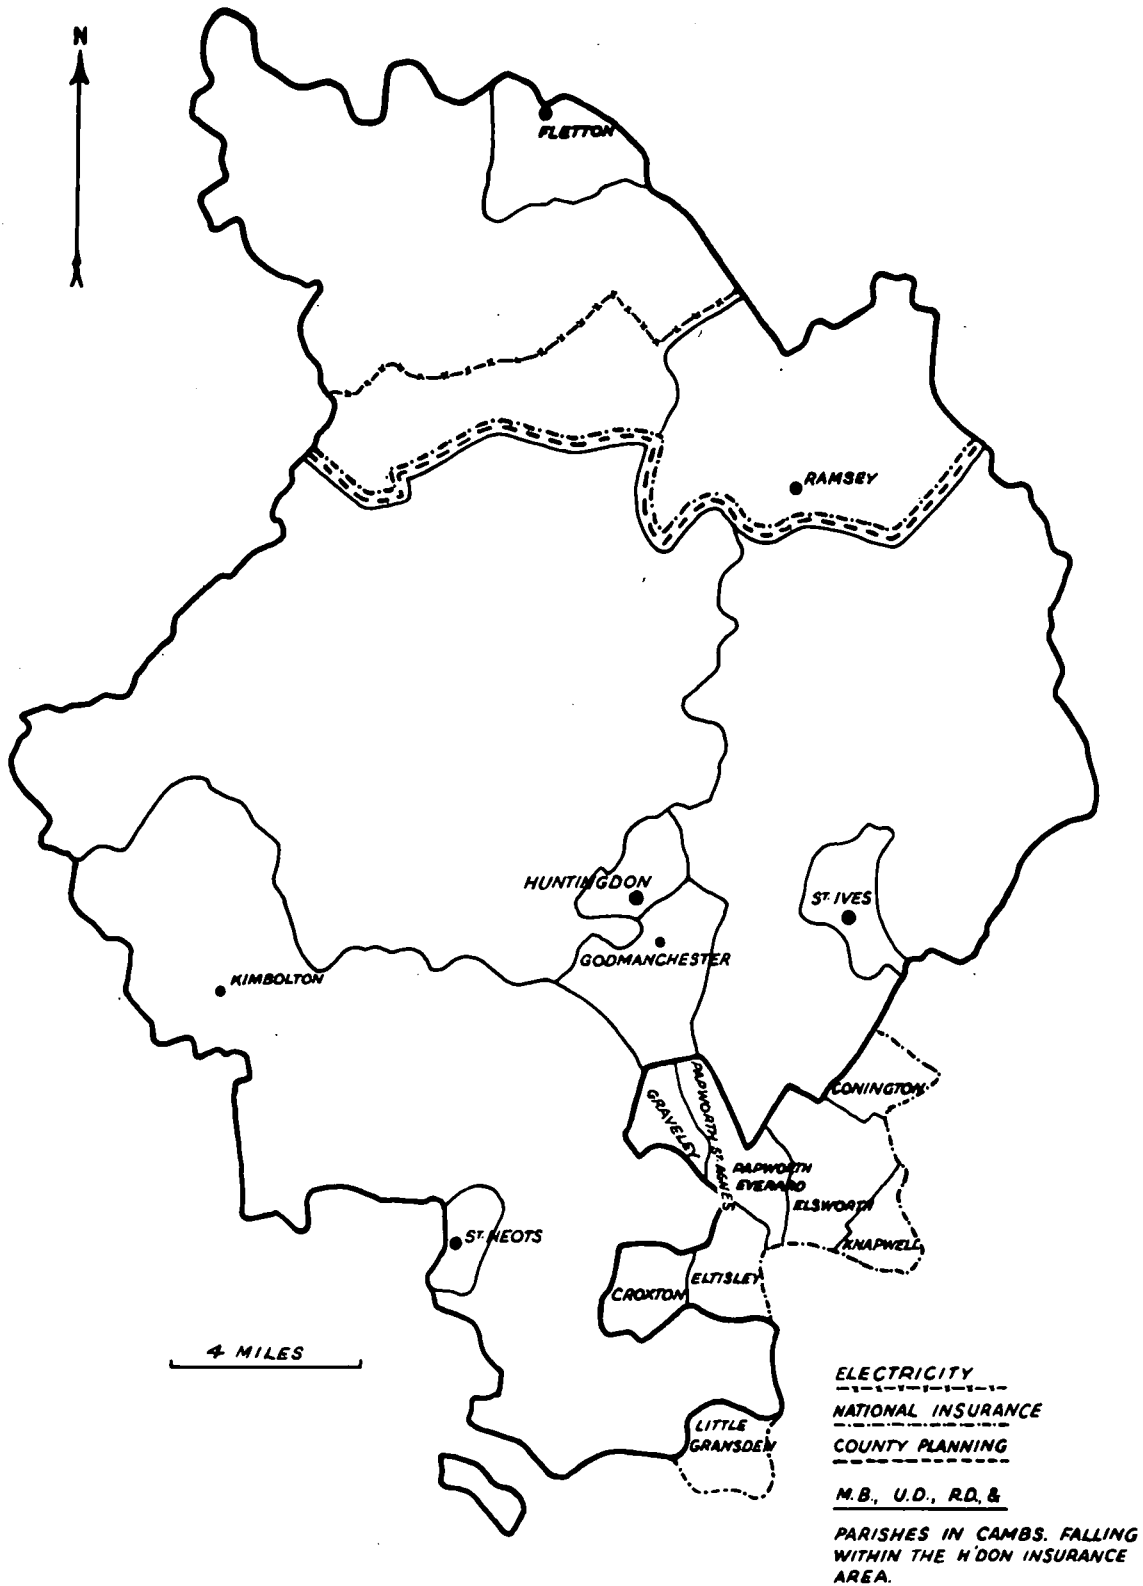 N
FLETTON
RAMSEY
HUNTINGDON
ST. IVES
GODMANCHESTER
KIMBOLTON
CONINGTON
GRAVELEY
PAPWORTH ST. AGNES
PAPWORTH
EVERARD
ELSWORTH
KNAPWELL
ST. NEOTS
ELTISLEY
CROXTON
4 MILES
LITTLE
GRANSDEN
ELECTRICITY
NATIONAL INSURANCE
COUNTY PLANNING
M.B., U.D., R.D., &
PARISHES IN CAMBS. FALLING
WITHIN THE H'DON INSURANCE
AREA.